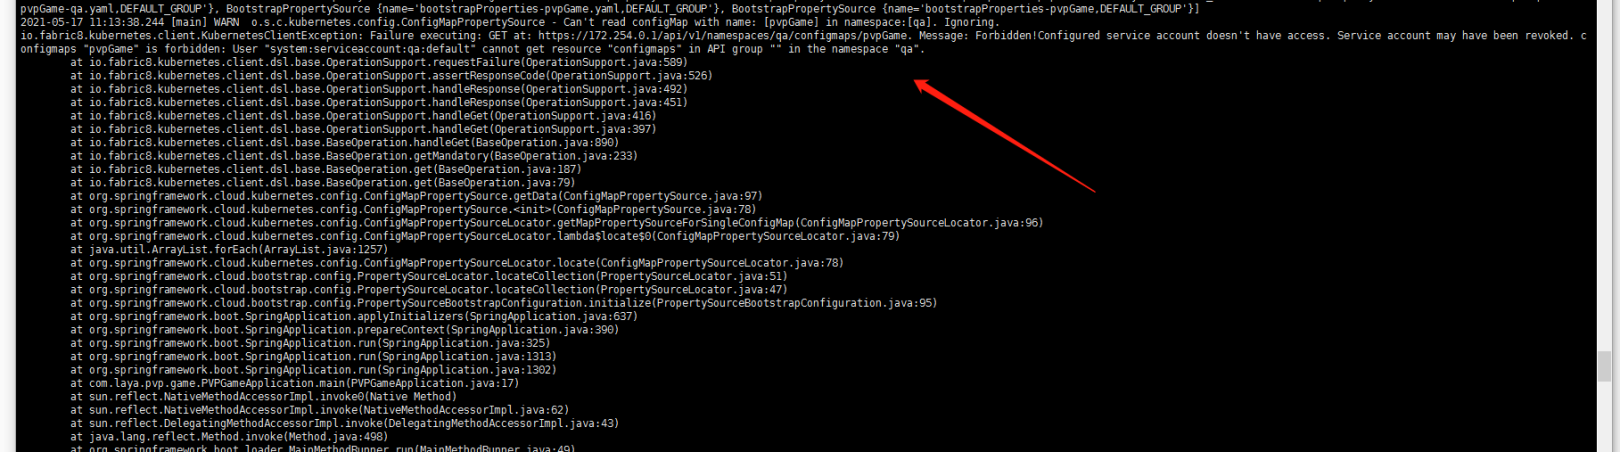 pvpGame-qa.yaml,DEFAULT_GROUP'}, BootstrapPropertySource {name='bootstrapProperties-pvpGame.yaml,DEFAULT_GROUP'}, BootstrapPropertySource {name='bootstrapProperties-pvpGame,DEFAULT_GROUP'}]
2021-05-17 11:13:38.244 [main] WARN  o.s.c.kubernetes.config.ConfigMapPropertySource - Can't read configMap with name: [pvpGame] in namespace:[qa]. Ignoring.
io.fabric8.kubernetes.client.KubernetesClientException: Failure executing: GET at: https://172.254.0.1/api/v1/namespaces/qa/configmaps/pvpGame. Message: Forbidden!Configured service account doesn't have access. Service account may have been revoked. c
onfigmaps "pvpGame" is forbidden: User "system:serviceaccount:qa:default" cannot get resource "configmaps" in API group "" in the namespace "qa".
at io.fabric8.kubernetes.client.dsl.base.OperationSupport.requestFailure(OperationSupport.java:589)
at io.fabric8.kubernetes.client.dsl.base.OperationSupport.assertResponseCode(OperationSupport.java:526)
at io.fabric8.kubernetes.client.dsl.base.OperationSupport.handleResponse(OperationSupport.java:492)
at io.fabric8.kubernetes.client.dsl.base.OperationSupport.handleResponse(OperationSupport.java:451)
at io.fabric8.kubernetes.client.dsl.base.OperationSupport.handleGet(OperationSupport.java:416)
at io.fabric8.kubernetes.client.dsl.base.OperationSupport.handleGet(OperationSupport.java:397)
at io.fabric8.kubernetes.client.dsl.base.BaseOperation.handleGet(BaseOperation.java:890)
at io.fabric8.kubernetes.client.dsl.base.BaseOperation.getMandatory(BaseOperation.java:233)
at io.fabric8.kubernetes.client.dsl.base.BaseOperation.get(BaseOperation.java:187)
at io.fabric8.kubernetes.client.dsl.base.BaseOperation.get(BaseOperation.java:79)
at org.springframework.cloud.kubernetes.config.ConfigMapPropertySource.getData(ConfigMapPropertySource.java:97)
at org.springframework.cloud.kubernetes.config.ConfigMapPropertySource.<init>(ConfigMapPropertySource.java:78)
at org.springframework.cloud.kubernetes.config.ConfigMapPropertySourceLocator.getMapPropertySourceForSingleConfigMap(ConfigMapPropertySourceLocator.java:96)
at org.springframework.cloud.kubernetes.config.ConfigMapPropertySourceLocator.lambda$locate$0(ConfigMapPropertySourceLocator.java:79)
at java.util.ArrayList.forEach(ArrayList.java:1257)
at org.springframework.cloud.kubernetes.config.ConfigMapPropertySourceLocator.locate(ConfigMapPropertySourceLocator.java:78)
at org.springframework.cloud.bootstrap.config.PropertySourceLocator.locateCollection(PropertySourceLocator.java:51)
at org.springframework.cloud.bootstrap.config.PropertySourceLocator.locateCollection(PropertySourceLocator.java:47)
at org.springframework.cloud.bootstrap.config.PropertySourceBootstrapConfiguration.initialize(PropertySourceBootstrapConfiguration.java:95)
at org.springframework.boot.SpringApplication.applyInitializers(SpringApplication.java:637)
at org.springframework.boot.SpringApplication.prepareContext(SpringApplication.java:390)
at org.springframework.boot.SpringApplication.run(SpringApplication.java:325)
at org.springframework.boot.SpringApplication.run(SpringApplication.java:1313)
at org.springframework.boot.SpringApplication.run(SpringApplication.java:1302)
at com.laya.pvp.game.PVPGameApplication.main(PVPGameApplication.java:17)
at sun.reflect.NativeMethodAccessorImpl.invoke0(Native Method)
at sun.reflect.NativeMethodAccessorImpl.invoke(NativeMethodAccessorImpl.java:62)
at sun.reflect.DelegatingMethodAccessorImpl.invoke(DelegatingMethodAccessorImpl.java:43)
at java.lang.reflect.Method.invoke(Method.java:498)
at org.springframework.boot.loader.MainMethodRunner.run(MainMethodRunner.java:49)